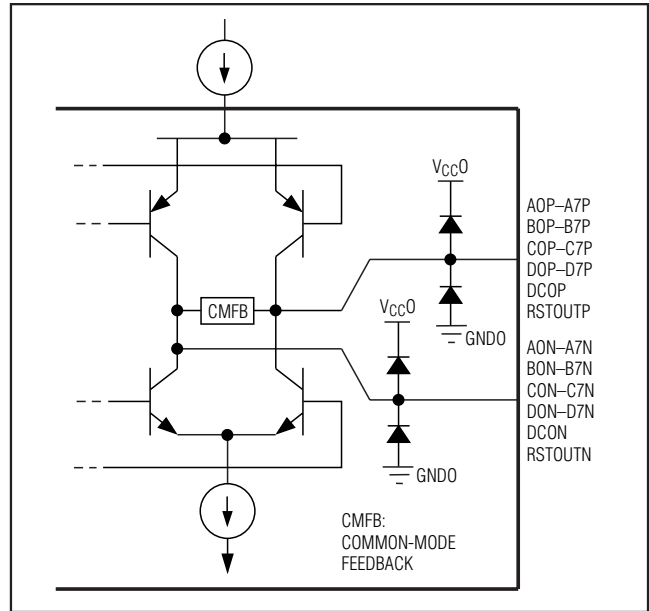 VCCO
AOP–A7P
BOP–B7P
COP–C7P
DOP–D7P
DCOP
RSTOUTP
CMFB
VCCO
GNDO
AON–A7N
BON–B7N
CON–C7N
DON–D7N
DCON
RSTOUTN
GNDO
CMFB:
COMMON-MODE
FEEDBACK